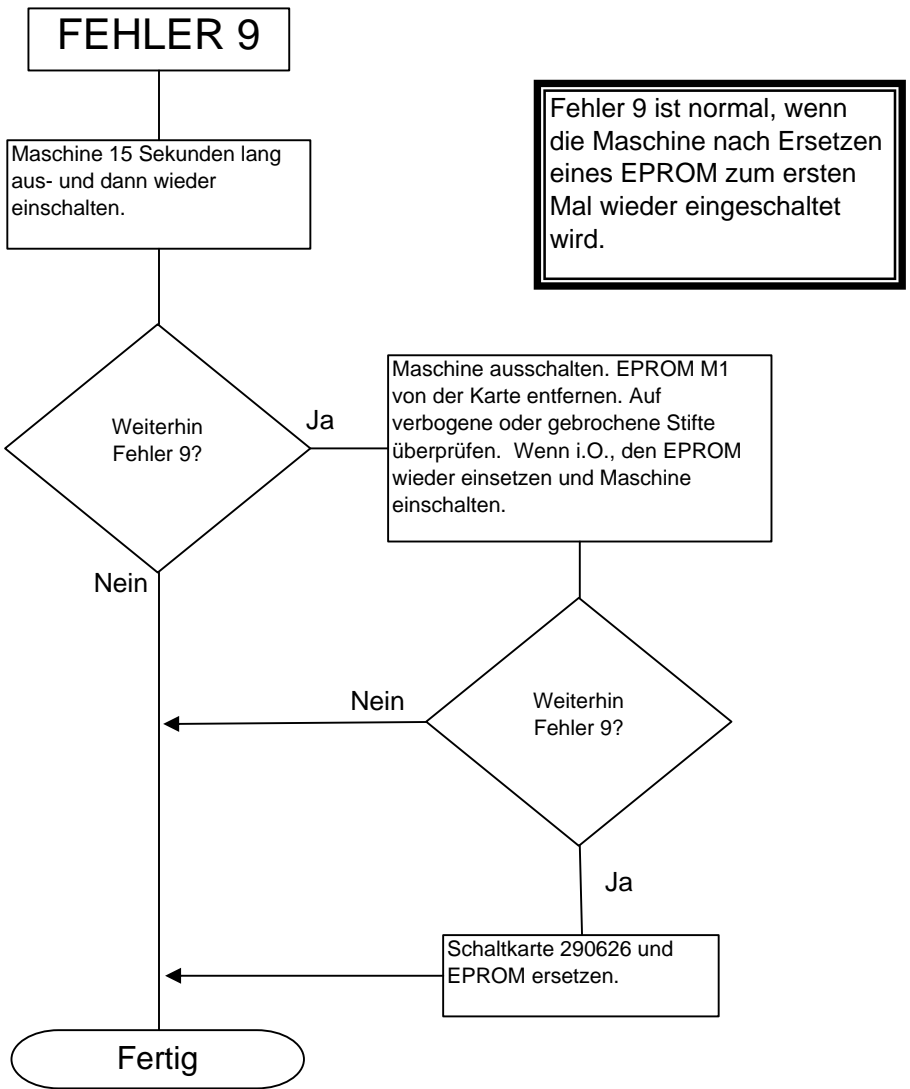 FEHLER 9
Fehler 9 ist normal, wenn
die Maschine nach Ersetzen
eines EPROM zum ersten
Mal wieder eingeschaltet
wird.
Maschine 15 Sekunden lang
aus- und dann wieder
einschalten.
Weiterhin
Fehler 9?
Ja
Maschine ausschalten. EPROM M1
von der Karte entfernen. Auf
verbogene oder gebrochene Stifte
überprüfen. Wenn i.O., den EPROM
wieder einsetzen und Maschine
einschalten.
Nein
Weiterhin
Fehler 9?
Nein
Ja
Schaltkarte 290626 und
EPROM ersetzen.
Fertig